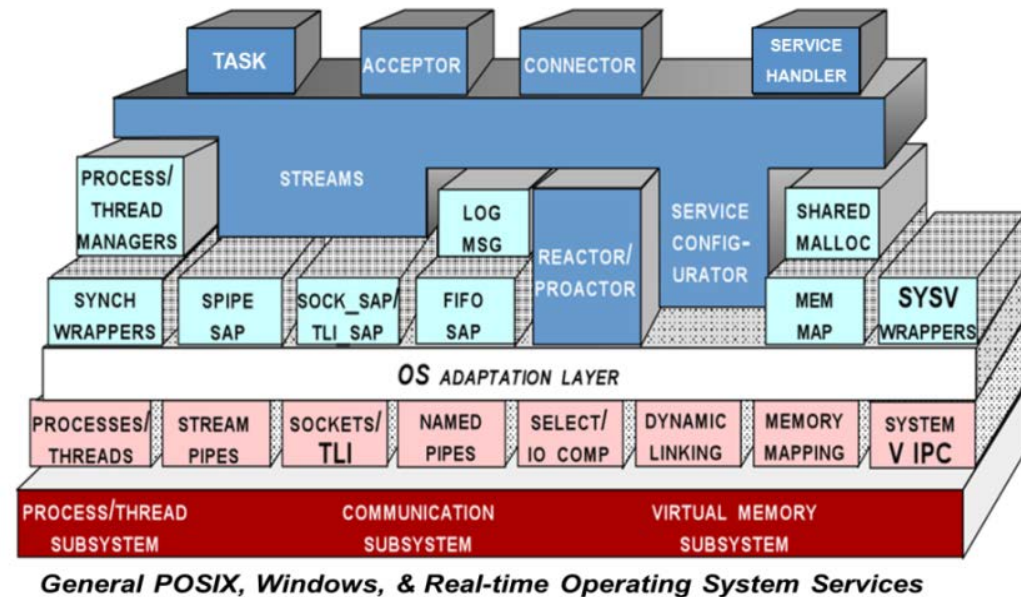 TASK
ACCEPTOR
CONNECTOR
SERVICE
HANDLER
STREAMS
PROCESS/
THREAD
MANAGERS
LOG
MSG
REACTOR/
PROACTOR
SERVICE
CONFIG-
URATOR
SHARED
MALLOC
SYNCH
WRAPPERS
SPIPE
SAP
SOCK_SAP/
TLI_SAP
FIFO
SAP
MEM
MAP
SYSV
WRAPPERS
OS ADAPTATION LAYER
PROCESSES/
THREADS
STREAM
PIPES
SOCKETS/
TLI
NAMED
PIPES
SELECT/
IO COMP
DYNAMIC
LINKING
MEMORY
MAPPING
SYSTEM
V IPC
PROCESS/THREAD
SUBSYSTEM
COMMUNICATION
SUBSYSTEM
VIRTUAL MEMORY
SUBSYSTEM
General POSIX, Windows, & Real-time Operating System Services